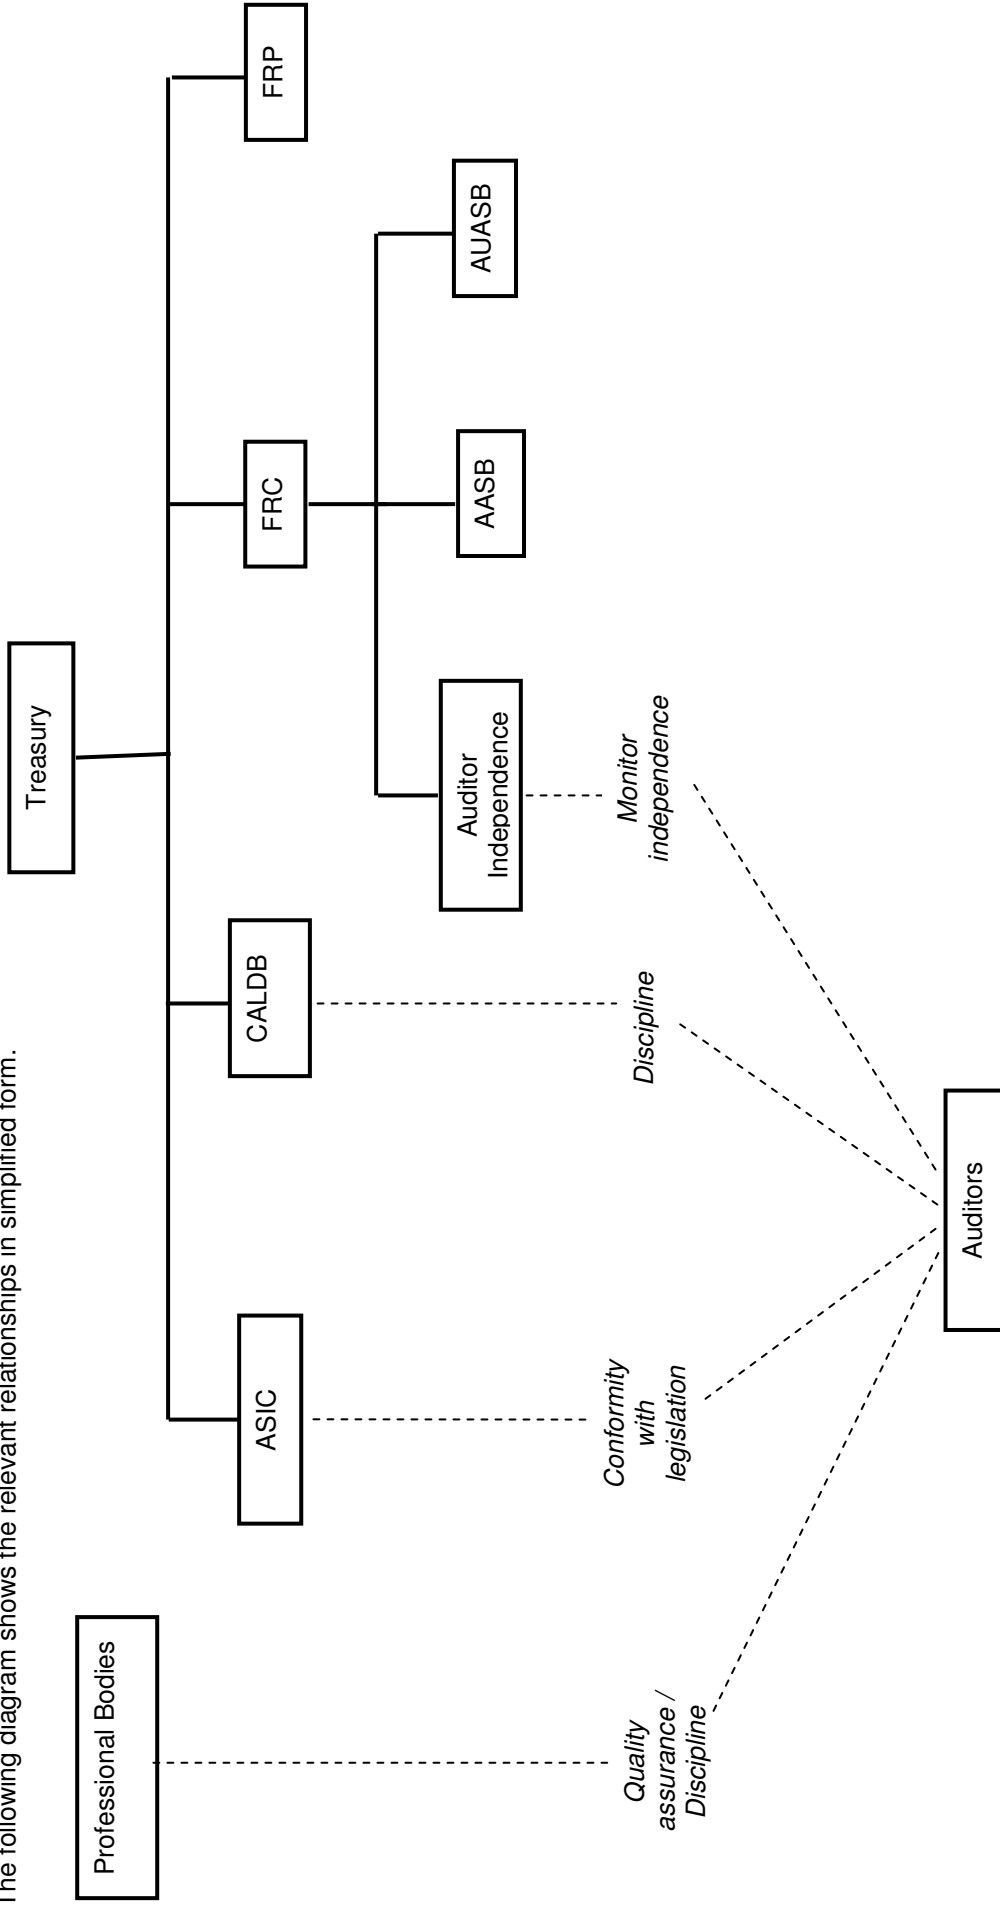 The following diagram shows the relevant relationships in simplified form.
Treasury
Professional Bodies
ASIC
CALDB
FRC
FRP
Auditor
Independence
AASB
AUASB
Quality
assurance /
Discipline
Conformity
with
legislation
Discipline
Monitor
independence
Auditors